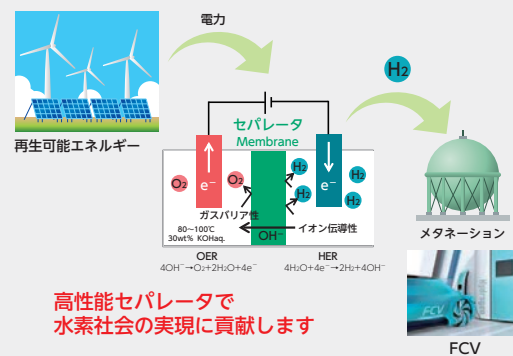 電力
H2
再生可能エネルギー
セパレータ
Membrane
O2
e−
O2
H2
H2
e−
H2
H2
ガスバリア性
80~100℃
30wt% KOHaq.
OH−
イオン伝導性
OER
4OH−→O2+2H2O+4e−
HER
4H2O+4e−→2H2+4OH−
メタネーション
高性能セパレータで
水素社会の実現に貢献します
FCV
Hydrogen
FCV